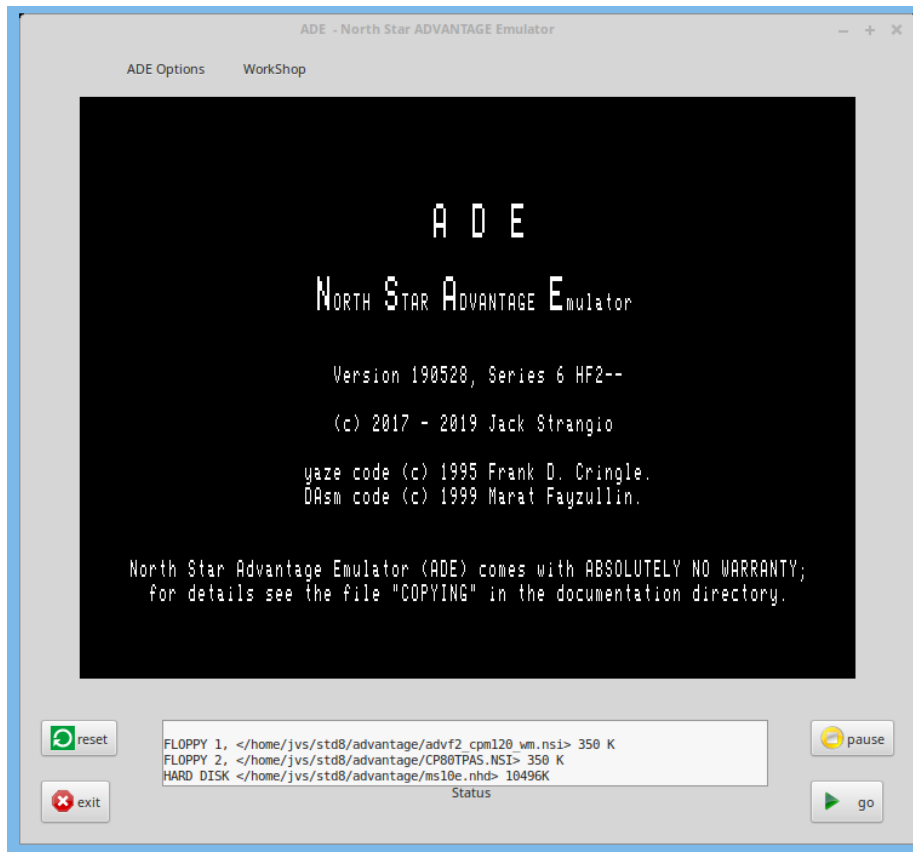 ADE - North Star ADVANTAGE Emulator
ADE Options WorkShop
A D E
NORTH STAR ADVANTAGE Emulator
Version 190528, Series 6 HF2--
(c) 2017 - 2019 Jack Strangio
yaze code (c) 1995 Frank D. Cringle.
DAsm code (c) 1999 Marat Fayzullin.
North Star Advantage Emulator (ADE) comes with ABSOLUTELY NO WARRANTY;
for details see the file "COPYING" in the documentation directory.
reset
FLOPPY 1, </home/jvs/std8/advantage/advf2_cpm120_wm.nsi> 350 K
FLOPPY 2, </home/jvs/std8/advantage/CP80TPAS.NSI> 350 K
HARD DISK </home/jvs/std8/advantage/ms10e.nhd> 10496K
pause
Status
exit
go